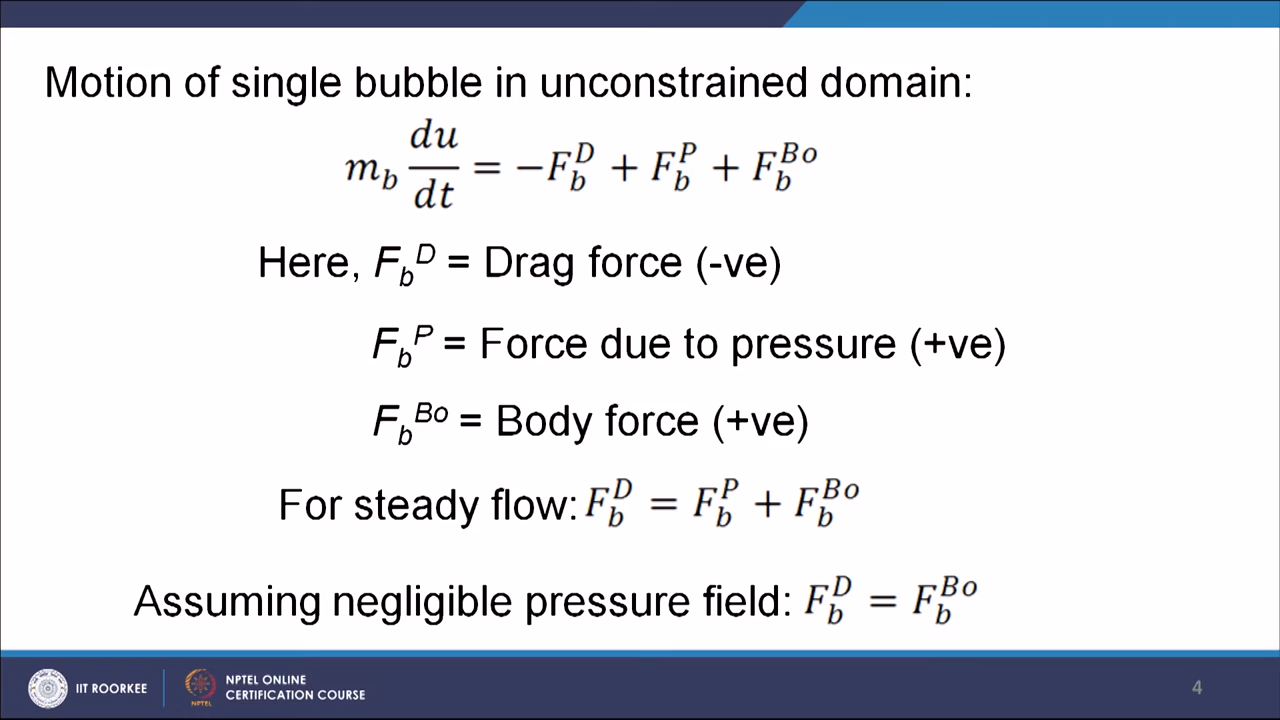 Motion of single bubble in unconstrained domain:
m_b du/dt = −F_b^D + F_b^P + F_b^Bo
Here, F_b^D = Drag force (-ve)
F_b^P = Force due to pressure (+ve)
F_b^Bo = Body force (+ve)
For steady flow: F_b^D = F_b^P + F_b^Bo
Assuming negligible pressure field: F_b^D = F_b^Bo
IIT ROORKEE
NPTEL
NPTEL ONLINE
CERTIFICATION COURSE
4